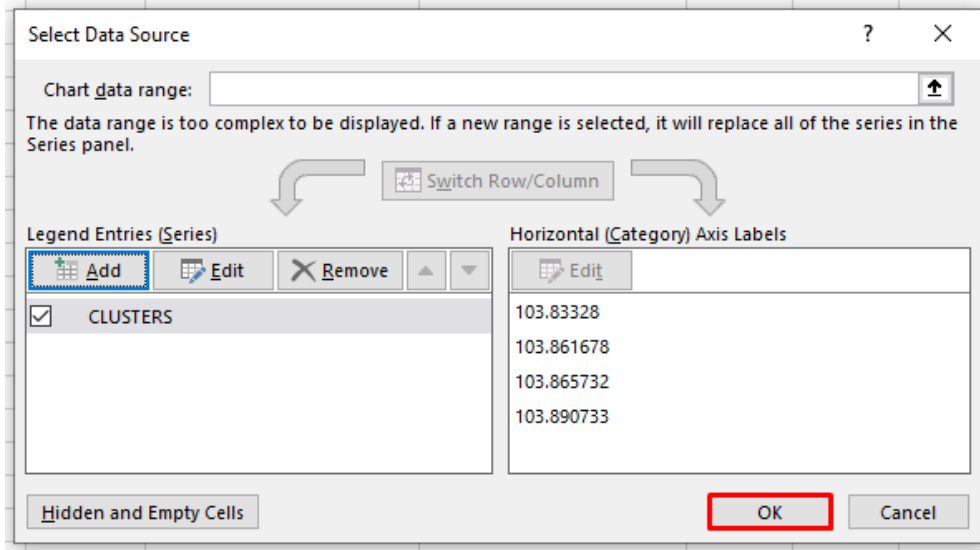 Select Data Source
?
Chart data range:
The data range is too complex to be displayed. If a new range is selected, it will replace all of the series in the
Series panel.
Switch Row/Column
Legend Entries (Series)
Horizontal (Category) Axis Labels
Add
Edit
Remove
Edit
CLUSTERS
103.83328
103.861678
103.865732
103.890733
Hidden and Empty Cells
OK
Cancel